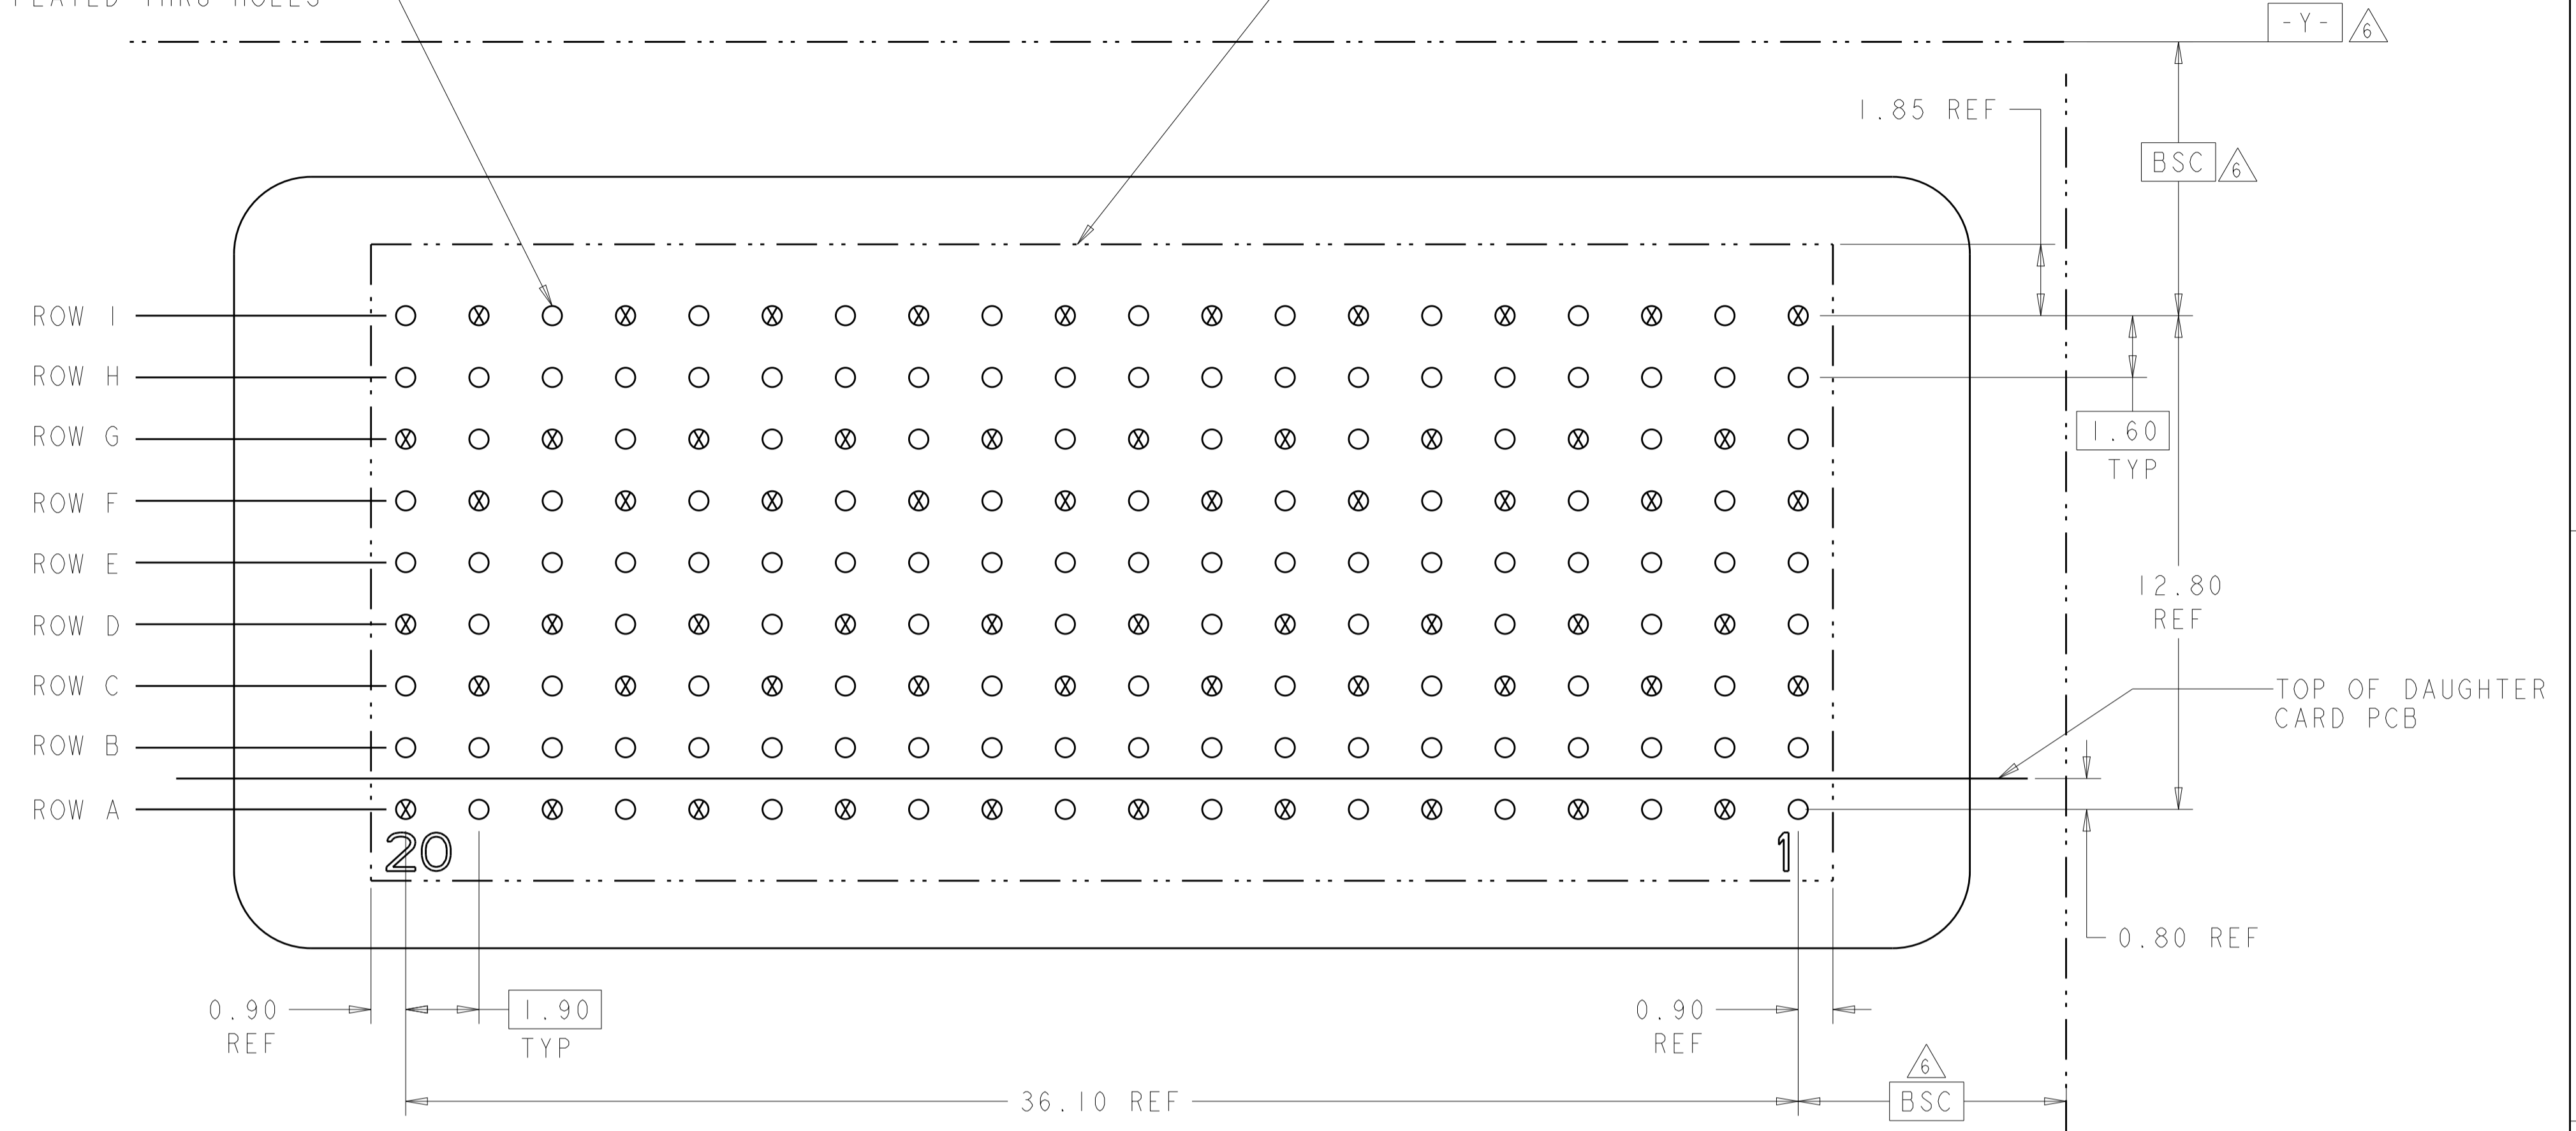 PLATED THRU HOLES
-Y-
6
1.85 REF
BSC
6
ROW I
ROW H
ROW G
1.60
TYP
ROW F
ROW E
12.80
REF
ROW D
ROW C
TOP OF DAUGHTER
CARD PCB
ROW B
ROW A
20
1
0.80 REF
0.90
REF
1.90
TYP
0.90
REF
6
36.10 REF
BSC